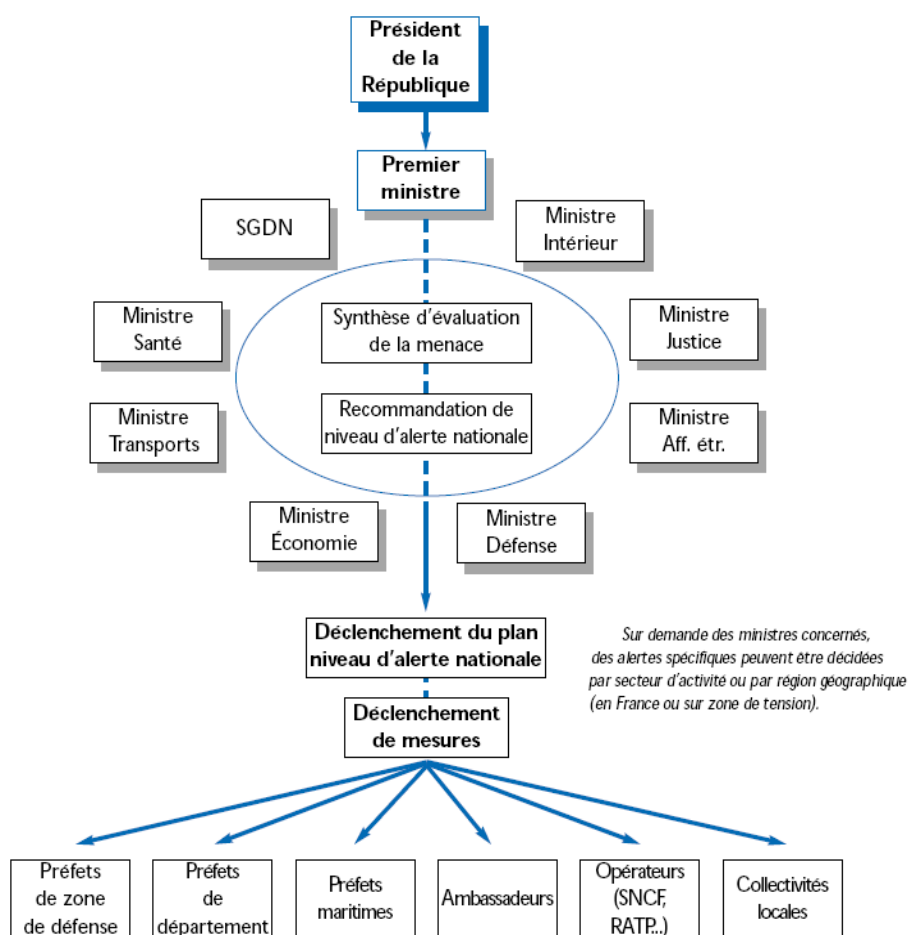 Président
de la
République
Premier
ministre
SGDN
Ministre
Intérieur
Synthèse d'évaluation
de la menace
Ministre
Santé
Ministre
Justice
Recommandation de
niveau d'alerte nationale
Ministre
Transports
Ministre
Aff. étr.
Ministre
Économie
Ministre
Défense
Déclenchement du plan
niveau d'alerte nationale
Sur demande des ministres concernés,
des alertes spécifiques peuvent être décidées
par secteur d'activité ou par région géographique
(en France ou sur zone de tension).
Déclenchement
de mesures
Préfets
de zone
de défense
Préfets
de
département
Préfets
maritimes
Ambassadeurs
Opérateurs
(SNCF,
RATP...)
Collectivités
locales